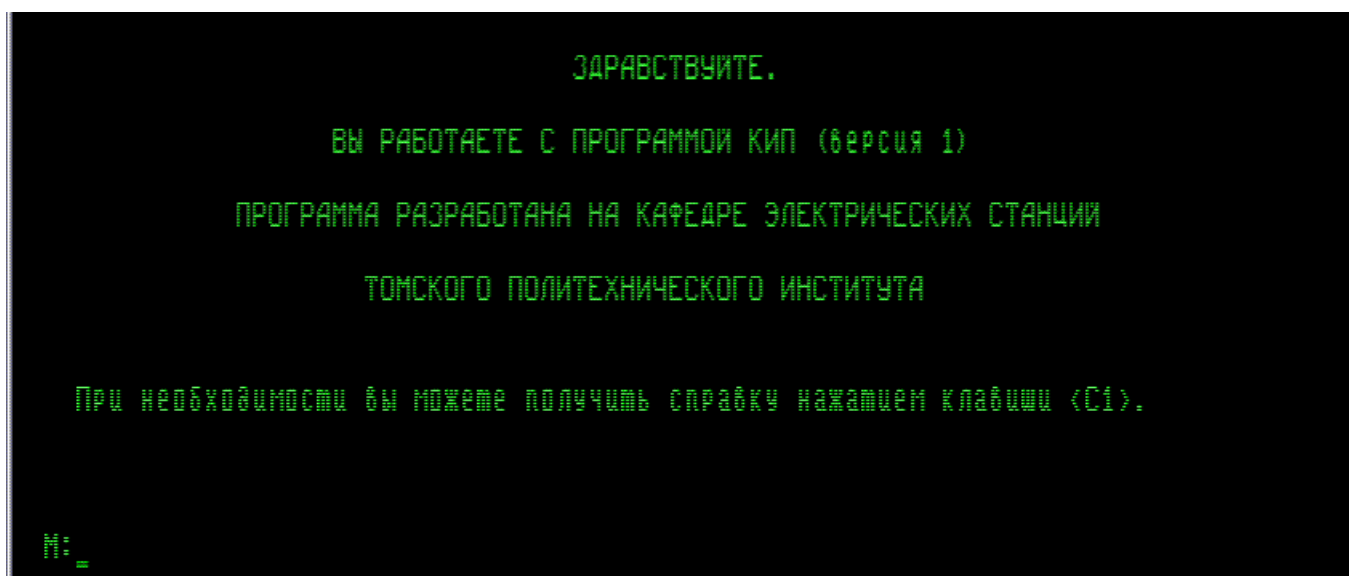 ЗДРАВСТВУЙТЕ.
ВЫ РАБОТАЕТЕ С ПРОГРАММОЙ КИП (версия 1)
ПРОГРАММА РАЗРАБОТАНА НА КАФЕДРЕ ЭЛЕКТРИЧЕСКИХ СТАНЦИЙ
ТОМСКОГО ПОЛИТЕХНИЧЕСКОГО ИНСТИТУТА
При необходимости вы можете получить справку нажатием клавиши <С1>.
М:_